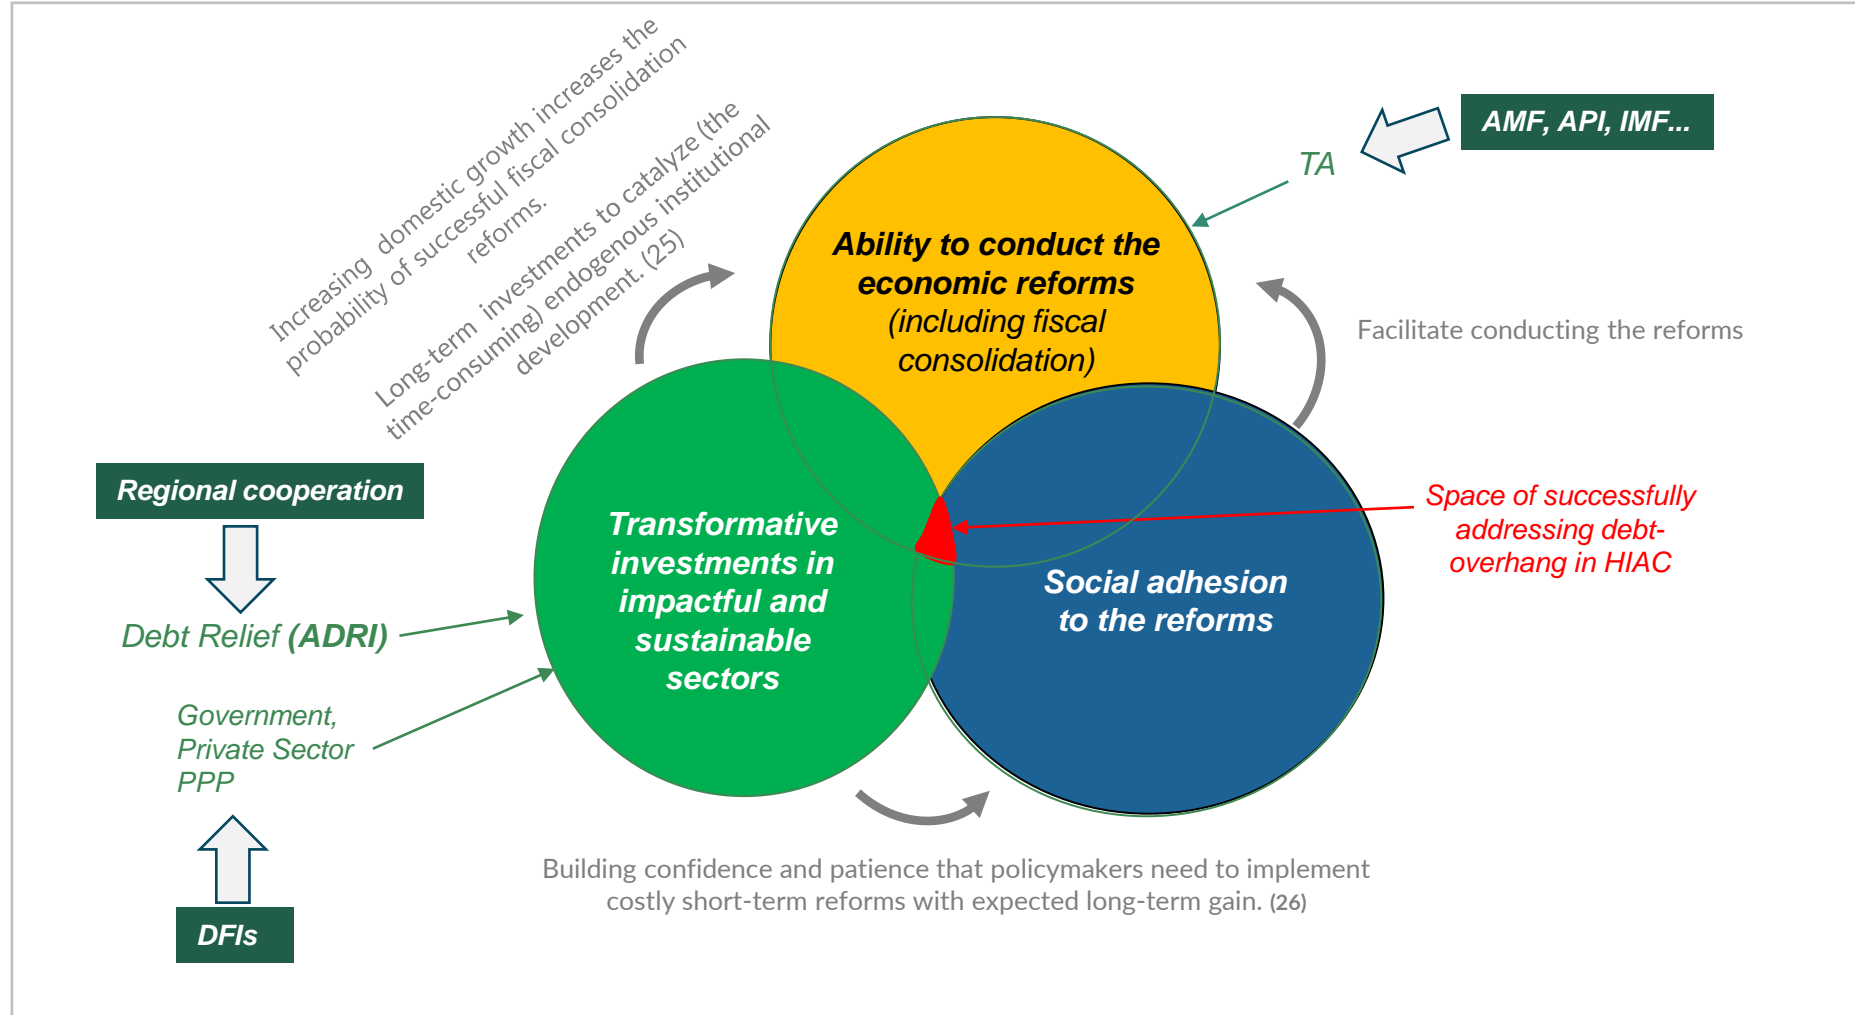 Increasing domestic growth increases the
probability of successful fiscal consolidation
reforms.
Long-term investments to catalyze (the
time-consuming) endogenous institutional
development. (25)
AMF, API, IMF...
TA
Ability to conduct the
economic reforms
(including fiscal
consolidation)
Facilitate conducting the reforms
Regional cooperation
Debt Relief (ADRI)
Government,
Private Sector
PPP
DFIs
Transformative
investments in
impactful and
sustainable
sectors
Social adhesion
to the reforms
Space of successfully
addressing debt-
overhang in HIAC
Building confidence and patience that policymakers need to implement
costly short-term reforms with expected long-term gain. (26)